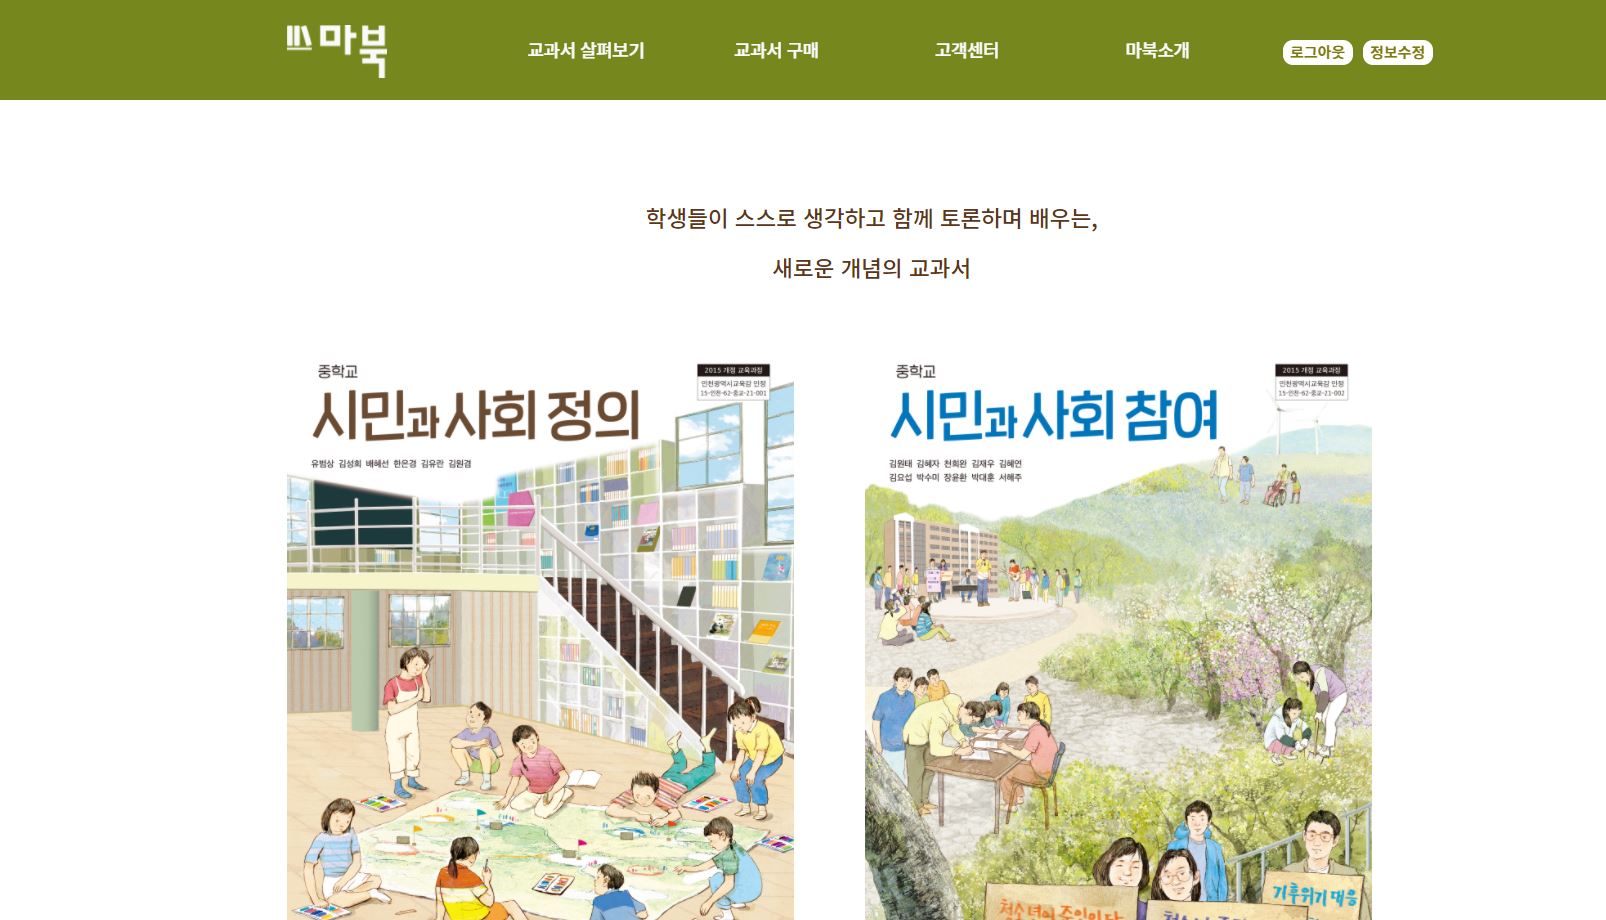 마북
교과서 살펴보기
교과서 구매
고객센터
마북소개
로그아웃
정보수정
학생들이 스스로 생각하고 함께 토론하며 배우는,
새로운 개념의 교과서
중학교
시민과 사회 정의
2015 개정 교육과정
인천광역시교육감 인정
15-인천-62-중교-21-001
유범상 김성희 배혜선 한은경 김유란 김원겸
중학교
시민과 사회 참여
2015 개정 교육과정
인천광역시교육감 인정
15-인천-62-중교-21-002
김원태 김혜자 천희완 김재우 김혜연
김요섭 박수미 장윤환 박대훈 서해주
기후위기 대응